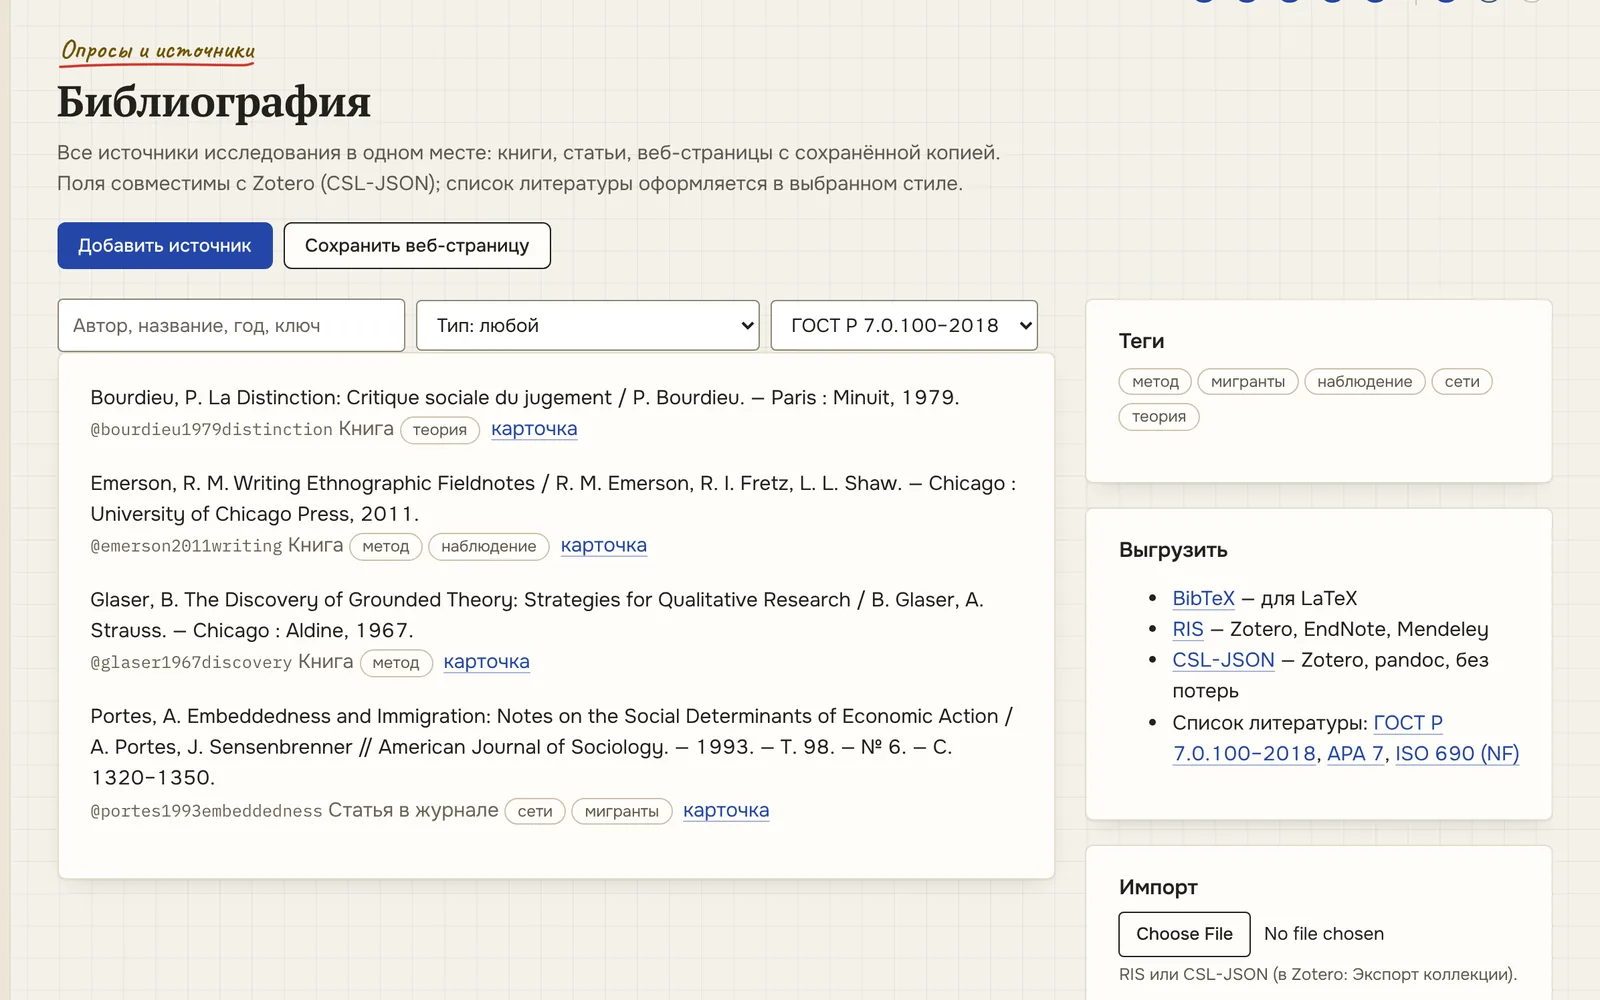 Опросы и источники
Библиография
Все источники исследования в одном месте: книги, статьи, веб-страницы с сохранённой копией.
Поля совместимы с Zotero (CSL-JSON); список литературы оформляется в выбранном стиле.
Добавить источник
Сохранить веб-страницу
Автор, название, год, ключ
Тип: любой
ГОСТ Р 7.0.100–2018
Bourdieu, P. La Distinction: Critique sociale du jugement / P. Bourdieu. – Paris : Minuit, 1979.
@bourdieu1979distinction Книга теория карточка
Emerson, R. M. Writing Ethnographic Fieldnotes / R. M. Emerson, R. I. Fretz, L. L. Shaw. – Chicago :
University of Chicago Press, 2011.
@emerson2011writing Книга метод наблюдение карточка
Glaser, B. The Discovery of Grounded Theory: Strategies for Qualitative Research / B. Glaser, A.
Strauss. – Chicago : Aldine, 1967.
@glaser1967discovery Книга метод карточка
Portes, A. Embeddedness and Immigration: Notes on the Social Determinants of Economic Action /
A. Portes, J. Sensenbrenner // American Journal of Sociology. – 1993. – Т. 98. – № 6. – С.
1320–1350.
@portes1993embeddedness Статья в журнале сети мигранты карточка
Теги
метод мигранты наблюдение сети
теория
Выгрузить
• BibTeX — для LaTeX
• RIS — Zotero, EndNote, Mendeley
• CSL-JSON — Zotero, pandoc, без
потерь
• Список литературы: ГОСТ Р
7.0.100–2018, APA 7, ISO 690 (NF)
Импорт
Choose File No file chosen
RIS или CSL-JSON (в Zotero: Экспорт коллекции).